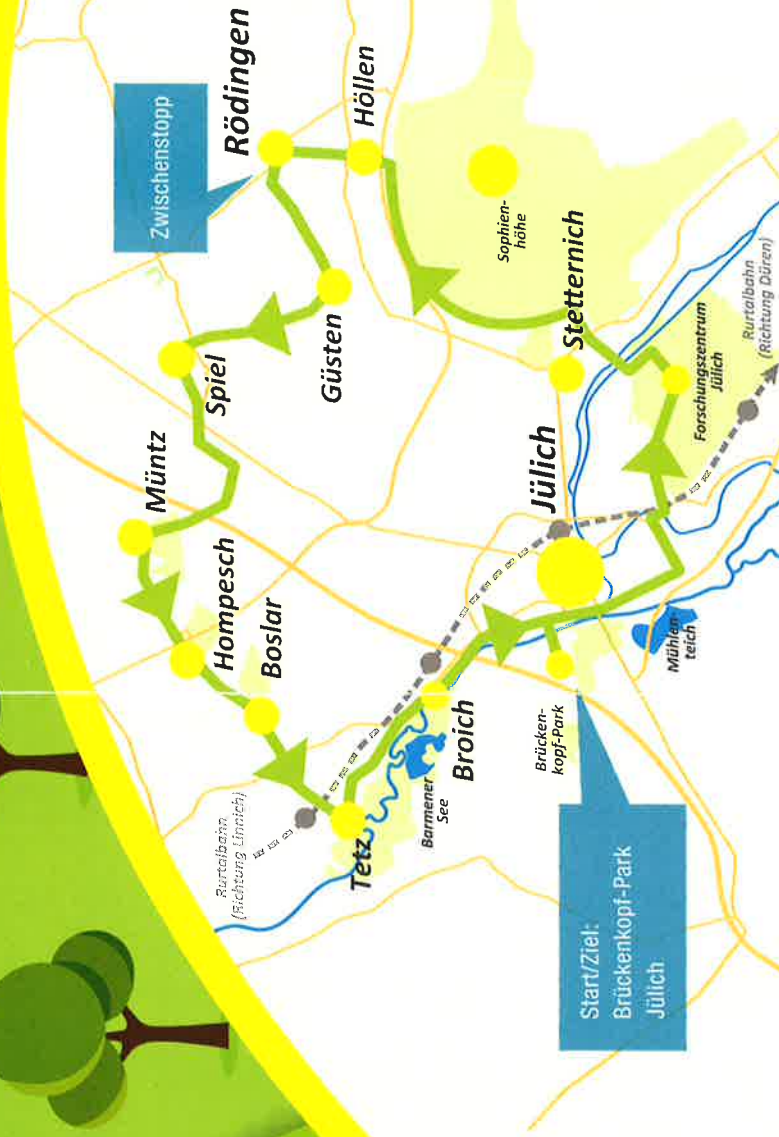 Rurtalbahn
(Richtung Linnich)
Tetz
Barmener
See
Broich
Boslar
Hompesch
Müntz
Spiel
Güsten
Zwischenstopp
Rödingen
Höllen
Sophien-
höhe
Stetternich
Jülich
Forschungszentrum
Jülich
Rurtalbahn
(Richtung Düren)
Mühlen-
teich
Brücken-
kopf-Park
Start/Ziel:
Brückenkopf-Park
Jülich